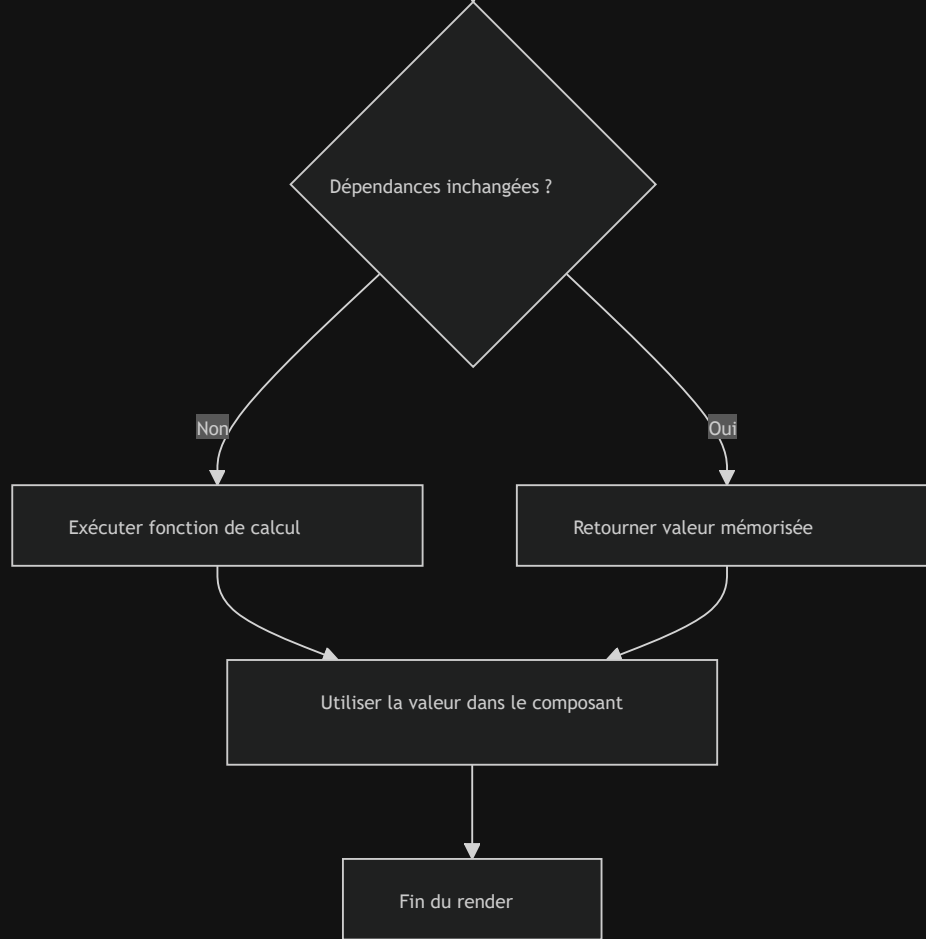 Dépendances inchangées ?
Non
Oui
Exécuter fonction de calcul
Retourner valeur mémorisée
Utiliser la valeur dans le composant
Fin du render